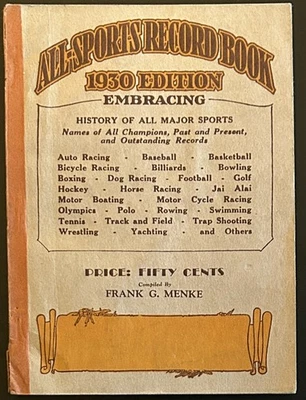 ALL-SPORTS RECORD BOOK
1930 EDITION
EMBRACING
HISTORY OF ALL MAJOR SPORTS
Names of All Champions, Past and Present,
and Outstanding Records
Auto Racing - Baseball - Basketball
Bicycle Racing - Billiards - Bowling
Boxing - Dog Racing - Football - Golf
Hockey - Horse Racing - Jai Alai
Motor Boating - Motor Cycle Racing
Olympics - Polo - Rowing - Swimming
Tennis - Track and Field - Trap Shooting
Wrestling - Yachting - and Others
PRICE: FIFTY CENTS
Compiled By
FRANK G. MENKE